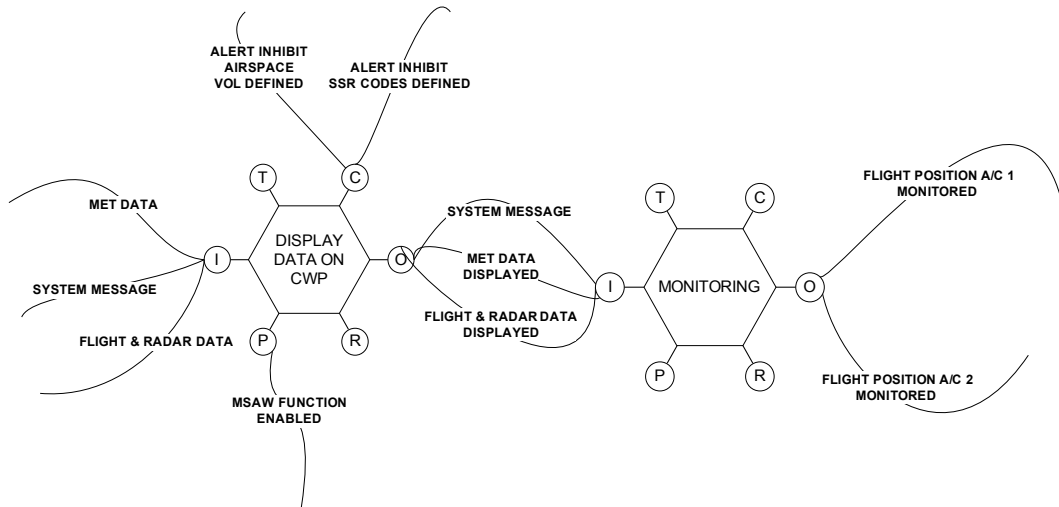 ALERT INHIBIT
AIRSPACE
VOL DEFINED
ALERT INHIBIT
SSR CODES DEFINED
T
C
MET DATA
I
DISPLAY
DATA ON
CWP
O
SYSTEM MESSAGE
FLIGHT & RADAR DATA
P
R
MSAW FUNCTION
ENABLED
SYSTEM MESSAGE
MET DATA
DISPLAYED
FLIGHT & RADAR DATA
DISPLAYED
T
C
I
MONITORING
O
P
R
FLIGHT POSITION A/C 1
MONITORED
FLIGHT POSITION A/C 2
MONITORED